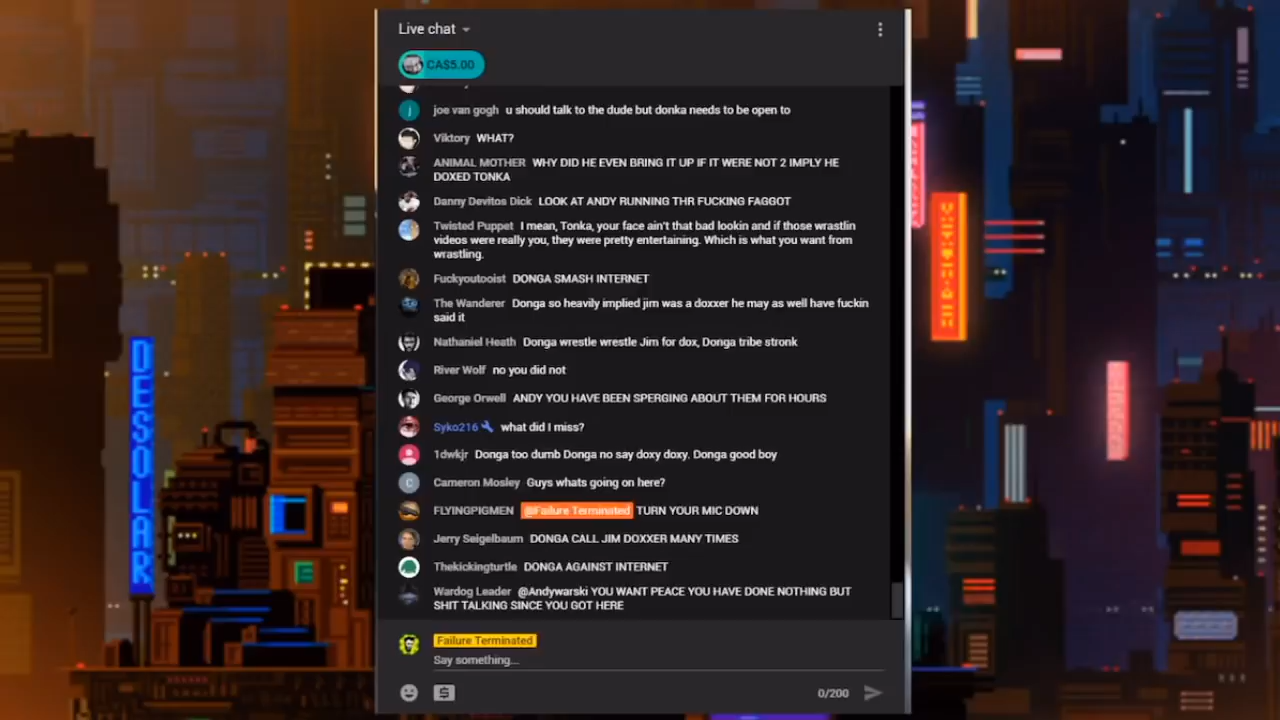 Live chat
CA$5.00
joe van gogh u should talk to the dude but donka needs to be open to
Viktory WHAT?
ANIMAL MOTHER WHY DID HE EVEN BRING IT UP IF IT WERE NOT 2 IMPLY HE
DOXED TONKA
Danny Devitos Dick LOOK AT ANDY RUNNING THR FUCKING FAGGOT
Twisted Puppet I mean, Tonka, your face ain't that bad lookin and if those wrastlin
videos were really you, they were pretty entertaining. Which is what you want from
wrastling.
Fuckyoutooist DONGA SMASH INTERNET
The Wanderer Donga so heavily implied jim was a doxxer he may as well have fuckin
said it
Nathaniel Heath Donga wrestle wrestle Jim for dox, Donga tribe stronk
River Wolf no you did not
George Orwell ANDY YOU HAVE BEEN SPERGING ABOUT THEM FOR HOURS
Syko216 what did I miss?
1dwkjr Donga too dumb Donga no say doxy doxy. Donga good boy
C Cameron Mosley Guys whats going on here?
FLYINGPIGMEN @Failure Terminated TURN YOUR MIC DOWN
Jerry Seigelbaum DONGA CALL JIM DOXXER MANY TIMES
Thekickingturtle DONGA AGAINST INTERNET
Wardog Leader @Andywarski YOU WANT PEACE YOU HAVE DONE NOTHING BUT
SHIT TALKING SINCE YOU GOT HERE
Failure Terminated
Say something...
0/200
DESOLAR